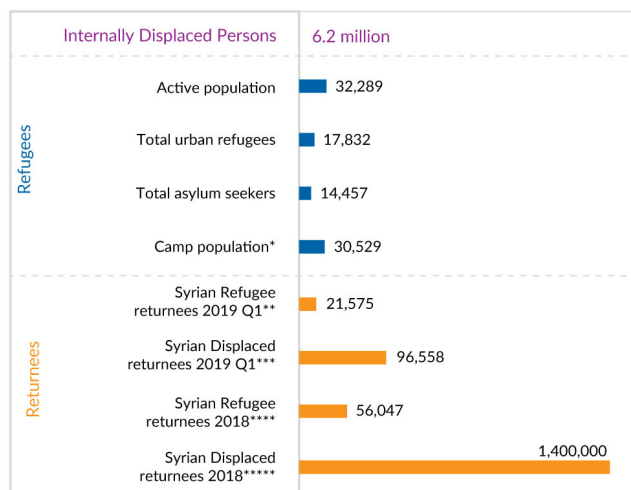 Internally Displaced Persons 6.2 million
Refugees
Active population 32,289
Total urban refugees 17,832
Total asylum seekers 14,457
Camp population* 30,529
Returnees
Syrian Refugee
returnees 2019 Q1** 21,575
Syrian Displaced
returnees 2019 Q1*** 96,558
Syrian Refugee
returnees 2018**** 56,047
Syrian Displaced
returnees 2018***** 1,400,000